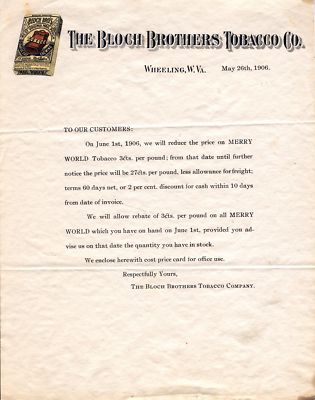 THE BLOCH BROTHERS TOBACCO CO.
WHEELING, W. VA. May 26th, 1906.
TO OUR CUSTOMERS:
On June 1st, 1906, we will reduce the price on MERRY
WORLD Tobacco 3cts. per pound; from that date until further
notice the price will be 27cts. per pound, less allowance for freight;
terms 60 days net, or 2 per cent. discount for cash within 10 days
from date of invoice.
We will allow rebate of 3cts. per pound on all MERRY
WORLD which you have on hand on June 1st, provided you ad-
vise us on that date the quantity you have in stock.
We enclose herewith cost price card for office use.
Respectfully Yours,
THE BLOCH BROTHERS TOBACCO COMPANY.